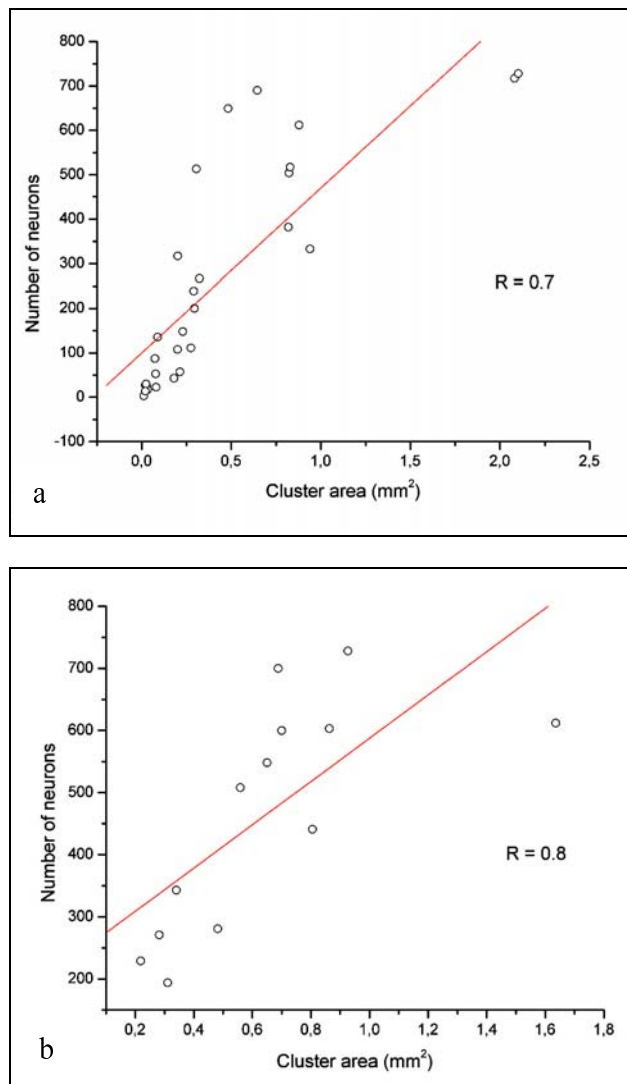 800
700
600
500
400
300
200
100
0
-100
Number of neurons
R = 0.7
0,0 0,5 1,0 1,5 2,0 2,5
Cluster area (mm²)
a
800
700
600
500
400
300
200
Number of neurons
R = 0.8
0,2 0,4 0,6 0,8 1,0 1,2 1,4 1,6 1,8
Cluster area (mm²)
b